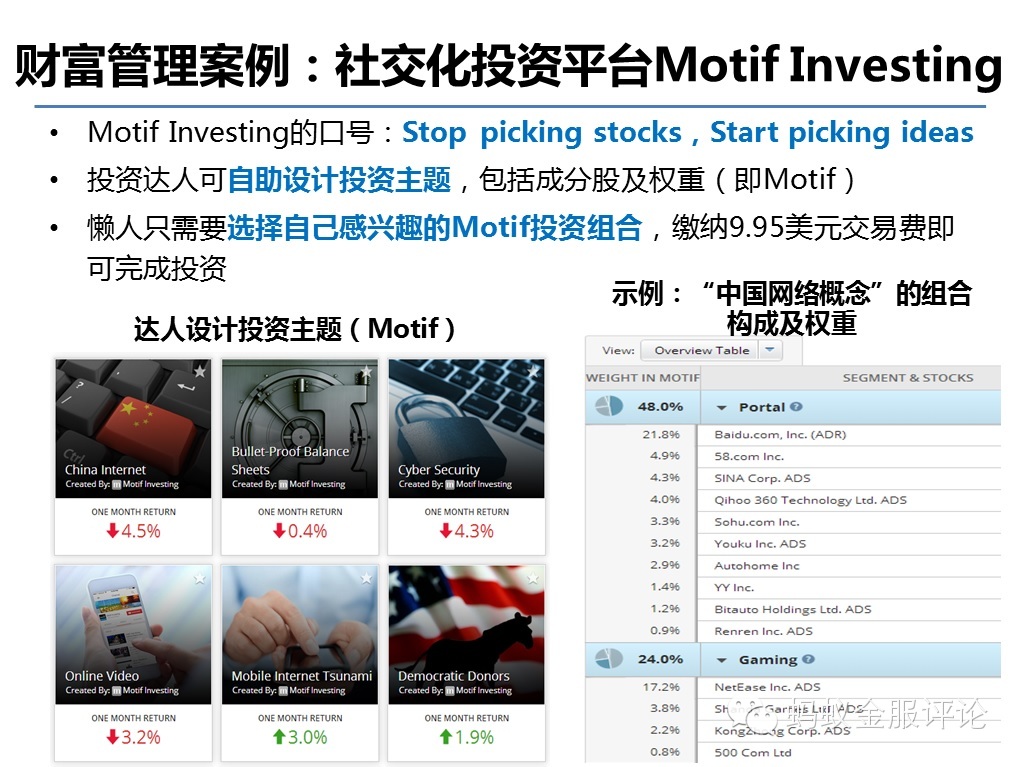 财富管理案例：社交化投资平台Motif Investing
• Motif Investing的口号：Stop picking stocks，Start picking ideas
• 投资达人可自助设计投资主题，包括成分股及权重（即Motif）
• 懒人只需要选择自己感兴趣的Motif投资组合，缴纳9.95美元交易费即
可完成投资
达人设计投资主题（Motif）
China Internet
Created By: m Motif Investing
ONE MONTH RETURN
4.5%
Bullet-Proof Balance
Sheets
Created By: m Motif Investing
ONE MONTH RETURN
0.4%
Cyber Security
Created By: m Motif Investing
ONE MONTH RETURN
4.3%
Online Video
Created By: m Motif Investing
ONE MONTH RETURN
3.2%
Mobile Internet Tsunami
Created By: m Motif Investing
ONE MONTH RETURN
3.0%
Democratic Donors
Created By: m Motif Investing
ONE MONTH RETURN
1.9%
示例：“中国网络概念”的组合
构成及权重
View: Overview Table
WEIGHT IN MOTIF SEGMENT & STOCKS
48.0% Portal ?
21.8% Baidu.com, Inc. (ADR)
4.9% 58.com Inc.
4.3% SINA Corp. ADS
4.0% Qihoo 360 Technology Ltd. ADS
3.3% Sohu.com Inc.
3.2% Youku Inc. ADS
2.9% Autohome Inc
1.4% YY Inc.
1.2% Bitauto Holdings Ltd. ADS
0.9% Renren Inc. ADS
24.0% Gaming ?
17.2% NetEase Inc. ADS
3.8% Shanda Games Ltd. ADS
2.2% KongZhong Corp. ADS
0.8% 500 Com Ltd
蚂蚁金服评论
Ctrl